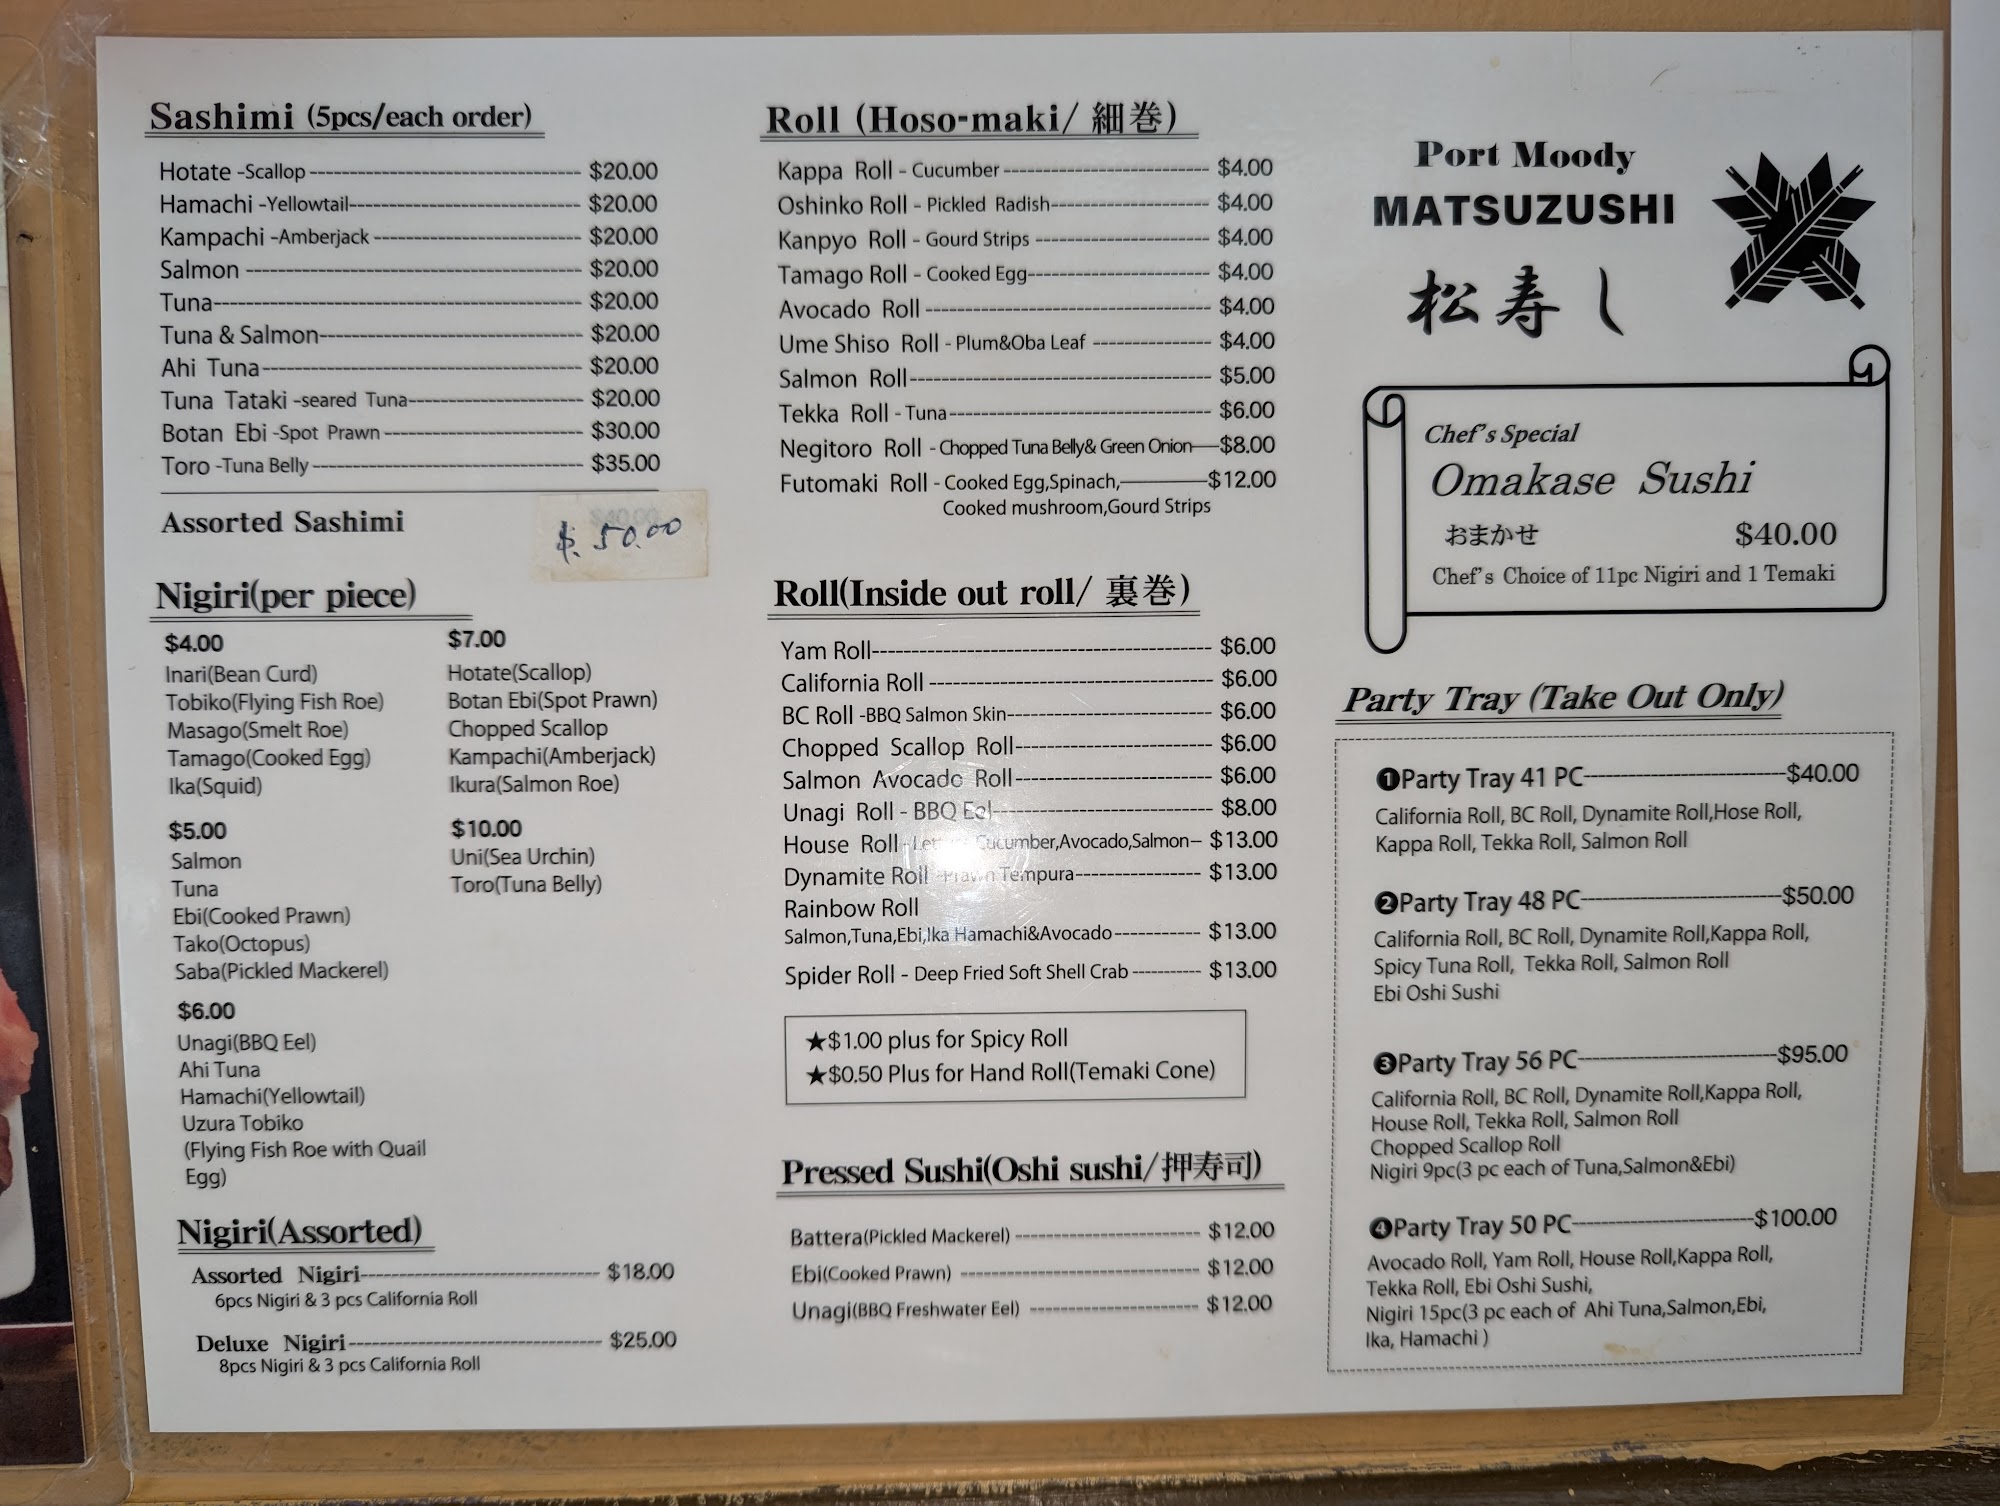 Sashimi (5pcs/each order)
Hotate -Scallop $20.00
Hamachi -Yellowtail $20.00
Kampachi -Amberjack $20.00
Salmon $20.00
Tuna $20.00
Tuna & Salmon $20.00
Ahi Tuna $20.00
Tuna Tataki -seared Tuna $20.00
Botan Ebi -Spot Prawn $30.00
Toro -Tuna Belly $35.00
Assorted Sashimi $.50.00
Nigiri(per piece)
$4.00
Inari(Bean Curd)
Tobiko(Flying Fish Roe)
Masago(Smelt Roe)
Tamago(Cooked Egg)
Ika(Squid)
$5.00
Salmon
Tuna
Ebi(Cooked Prawn)
Tako(Octopus)
Saba(Pickled Mackerel)
$6.00
Unagi(BBQ Eel)
Ahi Tuna
Hamachi(Yellowtail)
Uzura Tobiko
(Flying Fish Roe with Quail
Egg)
$7.00
Hotate(Scallop)
Botan Ebi(Spot Prawn)
Chopped Scallop
Kampachi(Amberjack)
Ikura(Salmon Roe)
$10.00
Uni(Sea Urchin)
Toro(Tuna Belly)
Nigiri(Assorted)
Assorted Nigiri $18.00
6pcs Nigiri & 3 pcs California Roll
Deluxe Nigiri $25.00
8pcs Nigiri & 3 pcs California Roll
Roll (Hoso-maki/ 細巻)
Kappa Roll - Cucumber $4.00
Oshinko Roll - Pickled Radish $4.00
Kanpyo Roll - Gourd Strips $4.00
Tamago Roll - Cooked Egg $4.00
Avocado Roll $4.00
Ume Shiso Roll - Plum&Oba Leaf $4.00
Salmon Roll $5.00
Tekka Roll - Tuna $6.00
Negitoro Roll - Chopped Tuna Belly& Green Onion $8.00
Futomaki Roll - Cooked Egg,Spinach, $12.00
Cooked mushroom,Gourd Strips
Roll(Inside out roll/ 裏巻)
Yam Roll $6.00
California Roll $6.00
BC Roll -BBQ Salmon Skin $6.00
Chopped Scallop Roll $6.00
Salmon Avocado Roll $6.00
Unagi Roll - BBQ Eel $8.00
House Roll -Lettuce Cucumber,Avocado,Salmon $13.00
Dynamite Roll -Prawn Tempura $13.00
Rainbow Roll
Salmon,Tuna,Ebi,Ika Hamachi&Avocado $13.00
Spider Roll - Deep Fried Soft Shell Crab $13.00
★$1.00 plus for Spicy Roll
★$0.50 Plus for Hand Roll(Temaki Cone)
Pressed Sushi(Oshi sushi/押寿司)
Battera(Pickled Mackerel) $12.00
Ebi(Cooked Prawn) $12.00
Unagi(BBQ Freshwater Eel) $12.00
Port Moody
MATSUZUSHI
松寿し
Chef's Special
Omakase Sushi
おまかせ $40.00
Chef's Choice of 11pc Nigiri and 1 Temaki
Party Tray (Take Out Only)
❶Party Tray 41 PC $40.00
California Roll, BC Roll, Dynamite Roll,Hose Roll,
Kappa Roll, Tekka Roll, Salmon Roll
❷Party Tray 48 PC $50.00
California Roll, BC Roll, Dynamite Roll,Kappa Roll,
Spicy Tuna Roll, Tekka Roll, Salmon Roll
Ebi Oshi Sushi
❸Party Tray 56 PC $95.00
California Roll, BC Roll, Dynamite Roll,Kappa Roll,
House Roll, Tekka Roll, Salmon Roll
Chopped Scallop Roll
Nigiri 9pc(3 pc each of Tuna,Salmon&Ebi)
❹Party Tray 50 PC $100.00
Avocado Roll, Yam Roll, House Roll,Kappa Roll,
Tekka Roll, Ebi Oshi Sushi,
Nigiri 15pc(3 pc each of Ahi Tuna,Salmon,Ebi,
Ika, Hamachi )